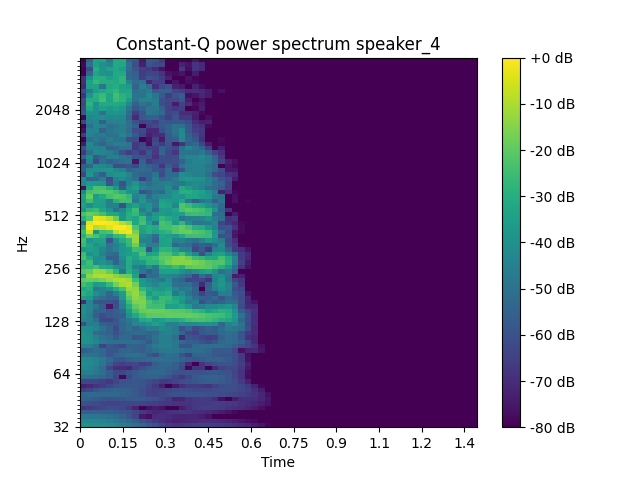 Constant-Q power spectrum speaker_4
+0 dB
-10 dB
-20 dB
-30 dB
-40 dB
-50 dB
-60 dB
-70 dB
-80 dB
2048
1024
512
256
128
64
32
Hz
0 0.15 0.3 0.45 0.6 0.75 0.9 1.1 1.2 1.4
Time